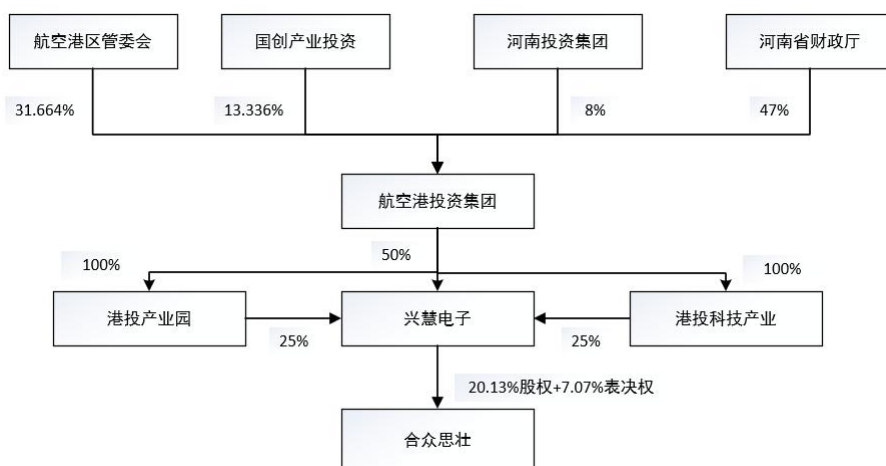 航空港区管委会
国创产业投资
河南投资集团
河南省财政厅
31.664%
13.336%
8%
47%
航空港投资集团
100%
50%
100%
港投产业园
兴慧电子
港投科技产业
25%
25%
20.13%股权+7.07%表决权
合众思壮